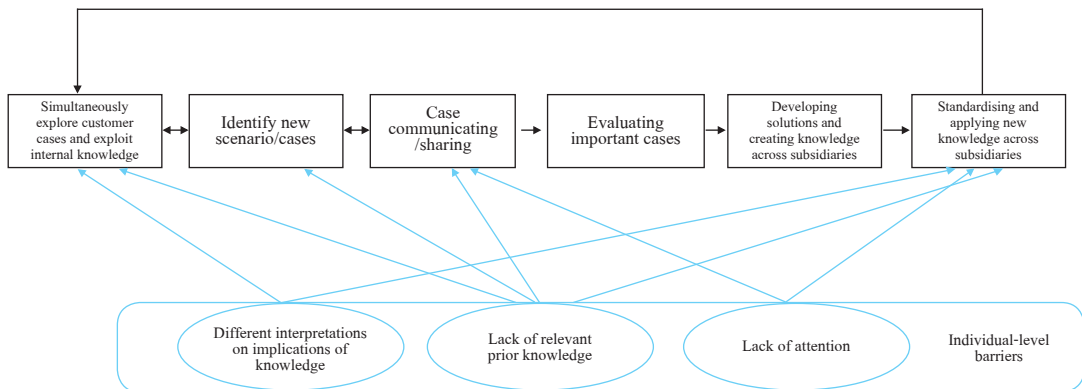 Simultaneously
explore customer
cases and exploit
internal knowledge
Identify new
scenario/cases
Case
communicating
/sharing
Evaluating
important cases
Developing
solutions and
creating knowledge
across subsidiaries
Standardising and
applying new
knowledge across
subsidiaries
Different interpretations
on implications of
knowledge
Lack of relevant
prior knowledge
Lack of attention
Individual-level
barriers